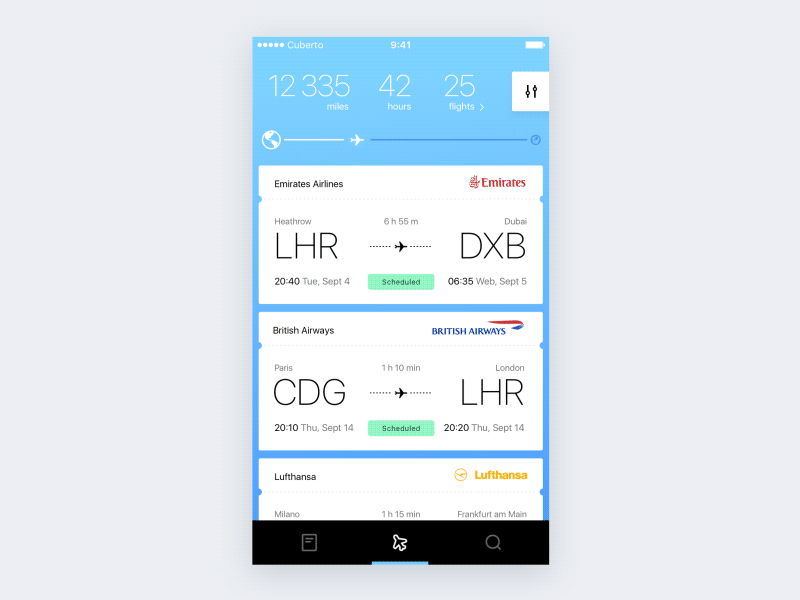 Cuberto 9:41
12 335 42 25
miles hours flights
Emirates Airlines Emirates
Heathrow 6 h 55 m Dubai
LHR DXB
20:40 Tue, Sept 4 Scheduled 06:35 Web, Sept 5
British Airways BRITISH AIRWAYS
Paris 1 h 10 min London
CDG LHR
20:10 Thu, Sept 14 Scheduled 20:20 Thu, Sept 14
Lufthansa Lufthansa
Milano 1 h 15 min Frankfurt am Main